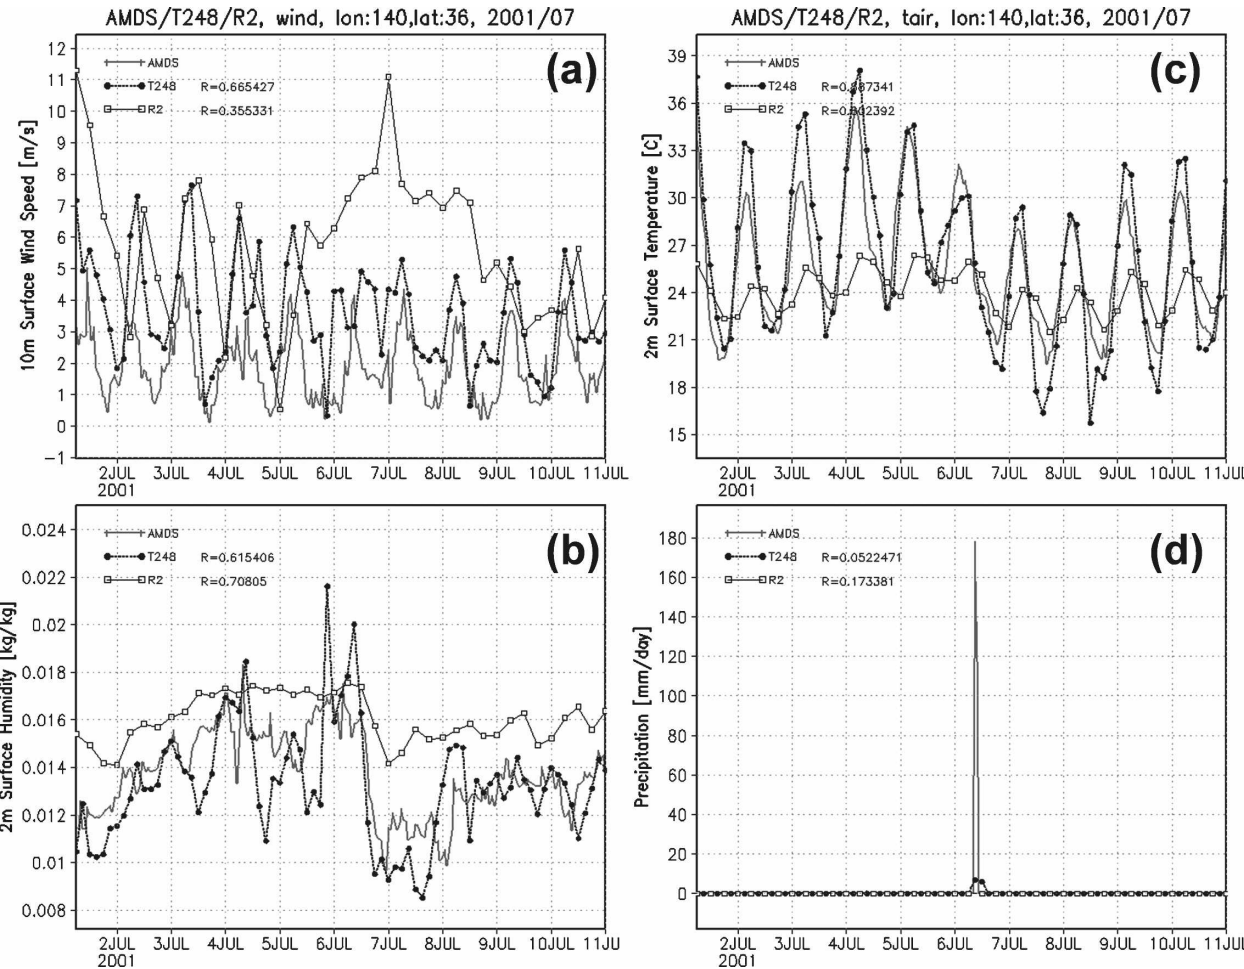 AMDS/T248/R2, wind, lon:140,lat:36, 2001/07
(a)
AMDS
T248 R=0.665427
R2 R=0.355331
10m Surface Wind Speed [m/s]
12
11
10
9
8
7
6
5
4
3
2
1
0
-1
2JUL 3JUL 4JUL 5JUL 6JUL 7JUL 8JUL 9JUL 10JUL 11JUL
2001
AMDS/T248/R2, tair, lon:140,lat:36, 2001/07
(c)
AMDS
T248
R2
2m Surface Temperature [C]
39
36
33
30
27
24
21
18
15
2JUL 3JUL 4JUL 5JUL 6JUL 7JUL 8JUL 9JUL 10JUL 11JUL
2001
(b)
AMDS
T248 R=0.615406
R2 R=0.70805
2m Surface Humidity [kg/kg]
0.024
0.022
0.02
0.018
0.016
0.014
0.012
0.01
0.008
2JUL 3JUL 4JUL 5JUL 6JUL 7JUL 8JUL 9JUL 10JUL 11JUL
2001
(d)
AMDS
T248 R=0.0522471
R2 R=0.173381
Precipitation [mm/day]
180
160
140
120
100
80
60
40
20
0
2JUL 3JUL 4JUL 5JUL 6JUL 7JUL 8JUL 9JUL 10JUL 11JUL
2001